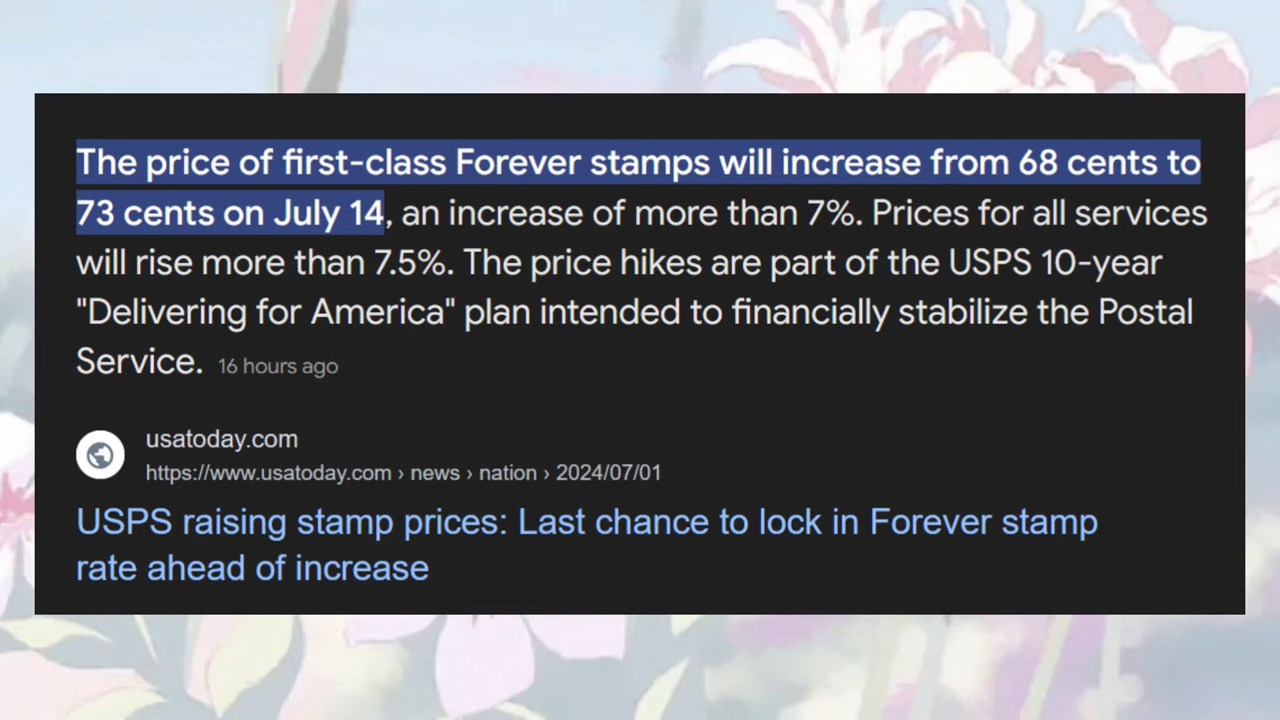 The price of first-class Forever stamps will increase from 68 cents to
73 cents on July 14, an increase of more than 7%. Prices for all services
will rise more than 7.5%. The price hikes are part of the USPS 10-year
"Delivering for America" plan intended to financially stabilize the Postal
Service. 16 hours ago
usatoday.com
https://www.usatoday.com › news › nation › 2024/07/01
USPS raising stamp prices: Last chance to lock in Forever stamp
rate ahead of increase